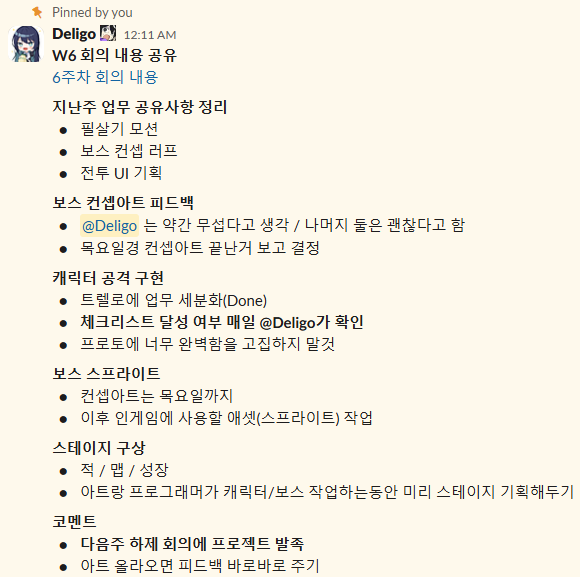 Pinned by you
Deligo 12:11 AM
W6 회의 내용 공유
6주차 회의 내용
지난주 업무 공유사항 정리
• 필살기 모션
• 보스 컨셉 러프
• 전투 UI 기획
보스 컨셉아트 피드백
• @Deligo 는 약간 무섭다고 생각 / 나머지 둘은 괜찮다고 함
• 목요일경 컨셉아트 끝난거 보고 결정
캐릭터 공격 구현
• 트렐로에 업무 세분화(Done)
• 체크리스트 달성 여부 매일 @Deligo가 확인
• 프로토에 너무 완벽함을 고집하지 말것
보스 스프라이트
• 컨셉아트는 목요일까지
• 이후 인게임에 사용할 애셋(스프라이트) 작업
스테이지 구상
• 적 / 맵 / 성장
• 아트랑 프로그래머가 캐릭터/보스 작업하는동안 미리 스테이지 기획해두기
코멘트
• 다음주 하제 회의에 프로젝트 발족
• 아트 올라오면 피드백 바로바로 주기